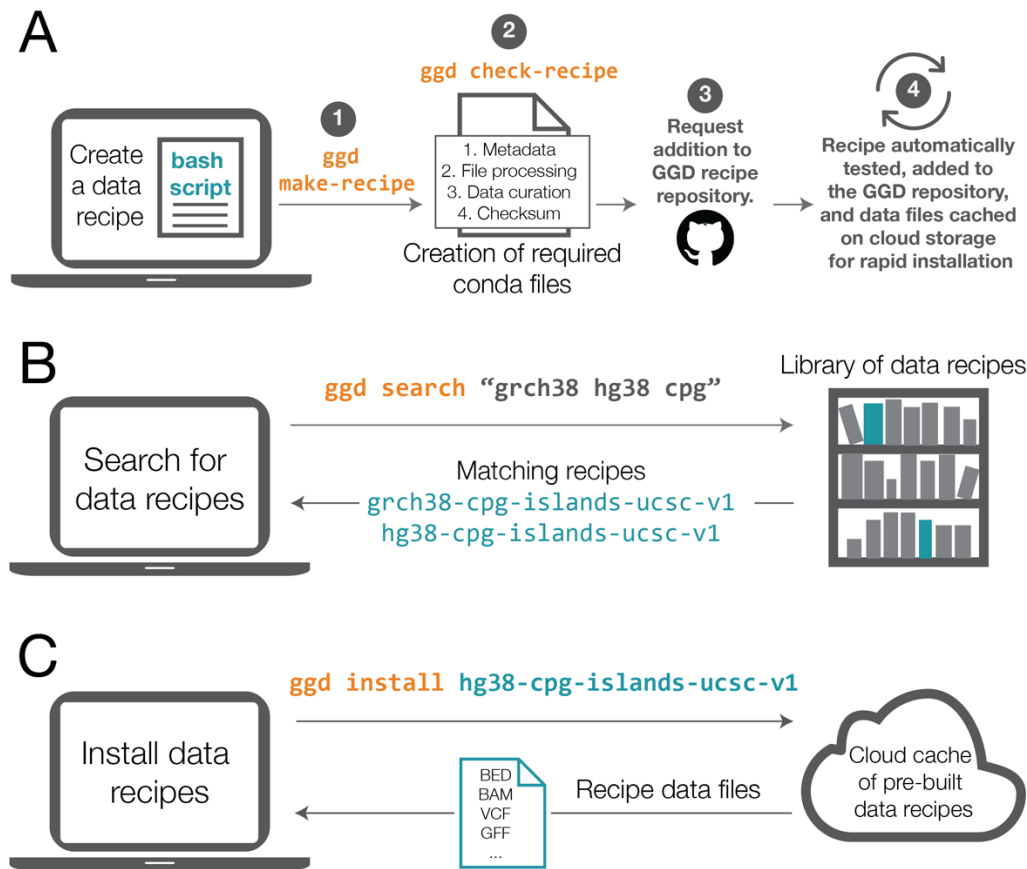 A
Create
a data
recipe
bash
script
1
ggd
make-recipe
2
ggd check-recipe
1. Metadata
2. File processing
3. Data curation
4. Checksum
Creation of required
conda files
3
Request
addition to
GGD recipe
repository.
4
Recipe automatically
tested, added to
the GGD repository,
and data files cached
on cloud storage
for rapid installation
B
Search for
data recipes
ggd search “grch38 hg38 cpg”
Matching recipes
grch38-cpg-islands-ucsc-v1
hg38-cpg-islands-ucsc-v1
Library of data recipes
C
Install data
recipes
ggd install hg38-cpg-islands-ucsc-v1
BED
BAM
VCF
GFF
...
Recipe data files
Cloud cache
of pre-built
data recipes